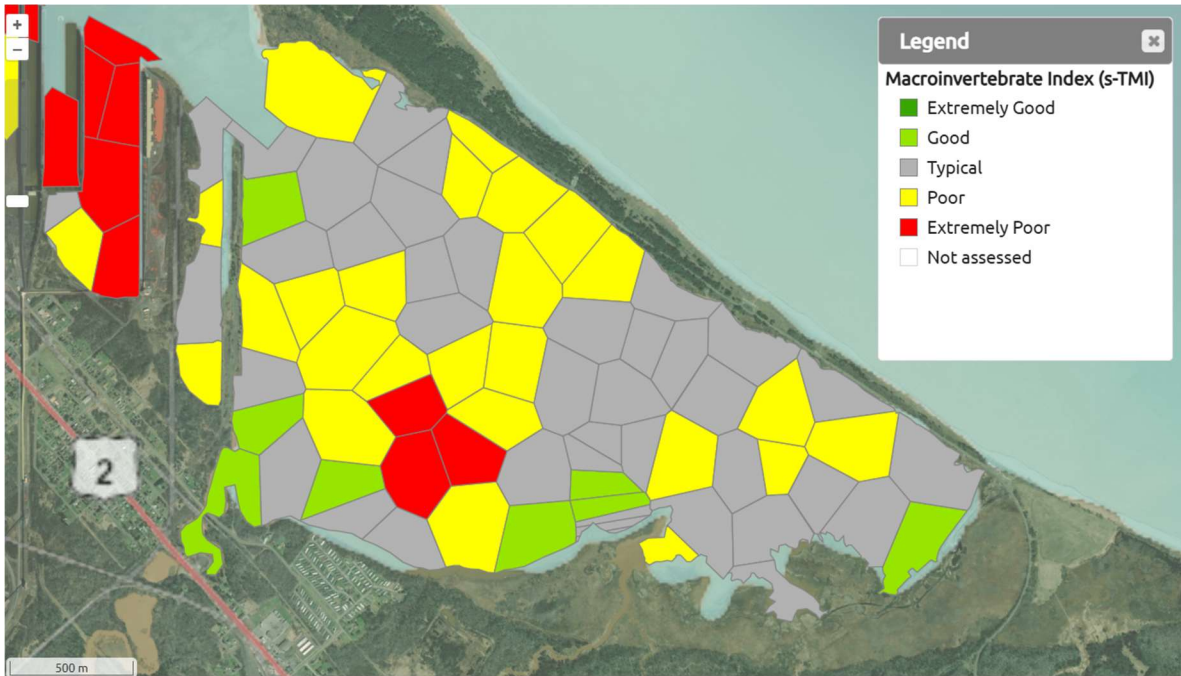 +
−
Legend
Macroinvertebrate Index (s-TMI)
Extremely Good
Good
Typical
Poor
Extremely Poor
Not assessed
2
500 m